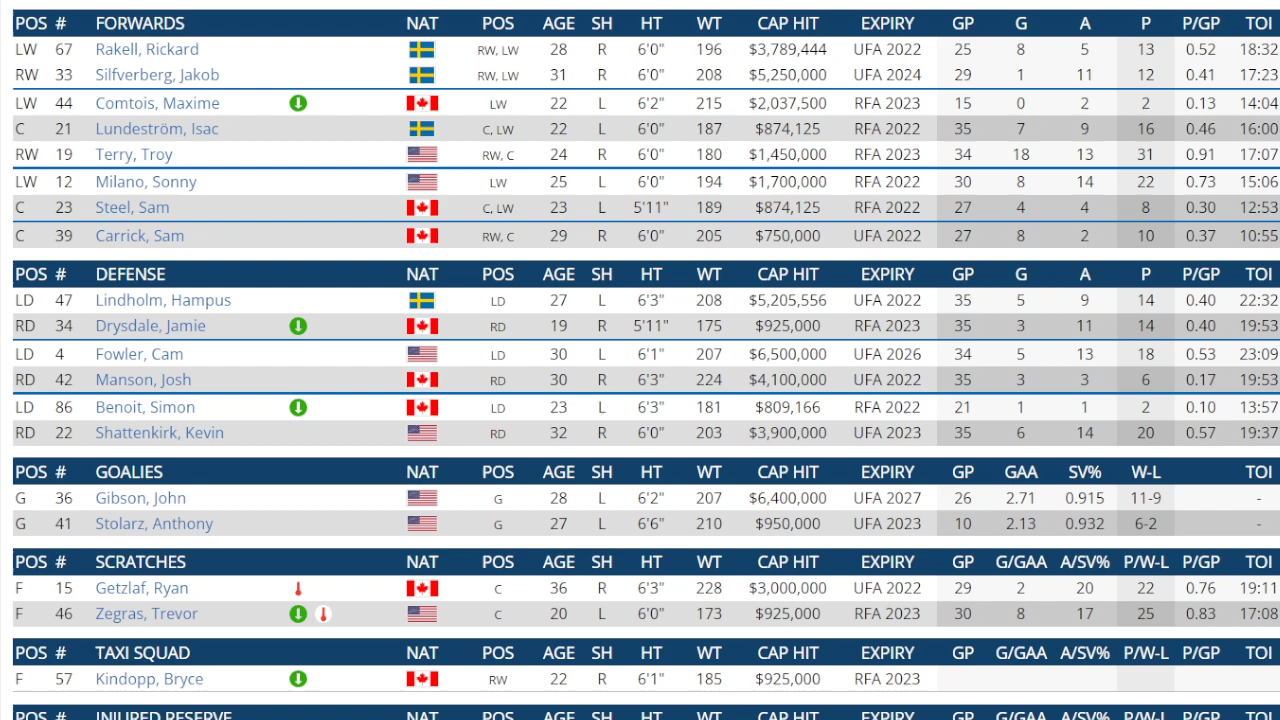 POS # FORWARDS NAT POS AGE SH HT WT CAP HIT EXPIRY GP G A P P/GP TOI
LW 67 Rakell, Rickard RW, LW 28 R 6'0" 196 $3,789,444 UFA 2022 25 8 5 13 0.52 18:32
RW 33 Silfverberg, Jakob RW, LW 31 R 6'0" 208 $5,250,000 UFA 2024 29 1 11 12 0.41 17:23
LW 44 Comtois, Maxime LW 22 L 6'2" 215 $2,037,500 RFA 2023 15 0 2 2 0.13 14:04
C 21 Lundeström, Isac C, LW 22 L 6'0" 187 $874,125 RFA 2022 35 7 9 16 0.46 16:00
RW 19 Terry, Troy RW, C 24 R 6'0" 180 $1,450,000 RFA 2023 34 18 13 31 0.91 17:07
LW 12 Milano, Sonny LW 25 L 6'0" 194 $1,700,000 RFA 2022 30 8 14 22 0.73 15:06
C 23 Steel, Sam C, LW 23 L 5'11" 189 $874,125 RFA 2022 27 4 4 8 0.30 12:53
C 39 Carrick, Sam RW, C 29 R 6'0" 205 $750,000 UFA 2022 27 8 2 10 0.37 10:55
POS # DEFENSE NAT POS AGE SH HT WT CAP HIT EXPIRY GP G A P P/GP TOI
LD 47 Lindholm, Hampus LD 27 L 6'3" 208 $5,205,556 UFA 2022 35 5 9 14 0.40 22:32
RD 34 Drysdale, Jamie RD 19 R 5'11" 175 $925,000 RFA 2023 35 3 11 14 0.40 19:53
LD 4 Fowler, Cam LD 30 L 6'1" 207 $6,500,000 UFA 2026 34 5 13 18 0.53 23:09
RD 42 Manson, Josh RD 30 R 6'3" 224 $4,100,000 UFA 2022 35 3 3 6 0.17 19:53
LD 86 Benoit, Simon LD 23 L 6'3" 181 $809,166 RFA 2022 21 1 1 2 0.10 13:57
RD 22 Shattenkirk, Kevin RD 32 R 6'0" 203 $3,900,000 UFA 2023 35 6 14 20 0.57 19:37
POS # GOALIES NAT POS AGE SH HT WT CAP HIT EXPIRY GP GAA SV% W-L TOI
G 36 Gibson, John G 28 L 6'2" 207 $6,400,000 UFA 2027 26 2.71 0.915 11-9 -
G 41 Stolarz, Anthony G 27 L 6'6" 210 $950,000 UFA 2023 10 2.13 0.932 6-2 -
POS # SCRATCHES NAT POS AGE SH HT WT CAP HIT EXPIRY GP G/GAA A/SV% P/W-L P/GP TOI
F 15 Getzlaf, Ryan C 36 R 6'3" 228 $3,000,000 UFA 2022 29 2 20 22 0.76 19:11
F 46 Zegras, Trevor C 20 L 6'0" 173 $925,000 RFA 2023 30 8 17 25 0.83 17:08
POS # TAXI SQUAD NAT POS AGE SH HT WT CAP HIT EXPIRY GP G/GAA A/SV% P/W-L P/GP TOI
F 57 Kindopp, Bryce RW 22 R 6'1" 185 $925,000 RFA 2023
POS # INJURED RESERVE NAT POS AGE SH HT WT CAP HIT EXPIRY GP G/GAA A/SV% P/W-L P/GP TOI